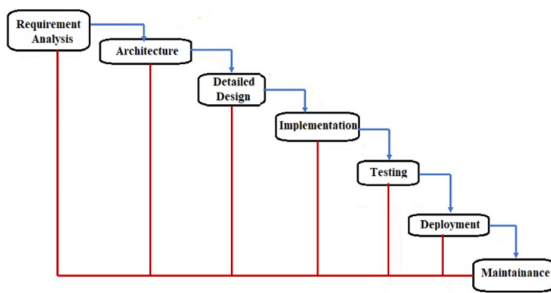 Requirement
Analysis
Architecture
Detailed
Design
Implementation
Testing
Deployment
Maintainance